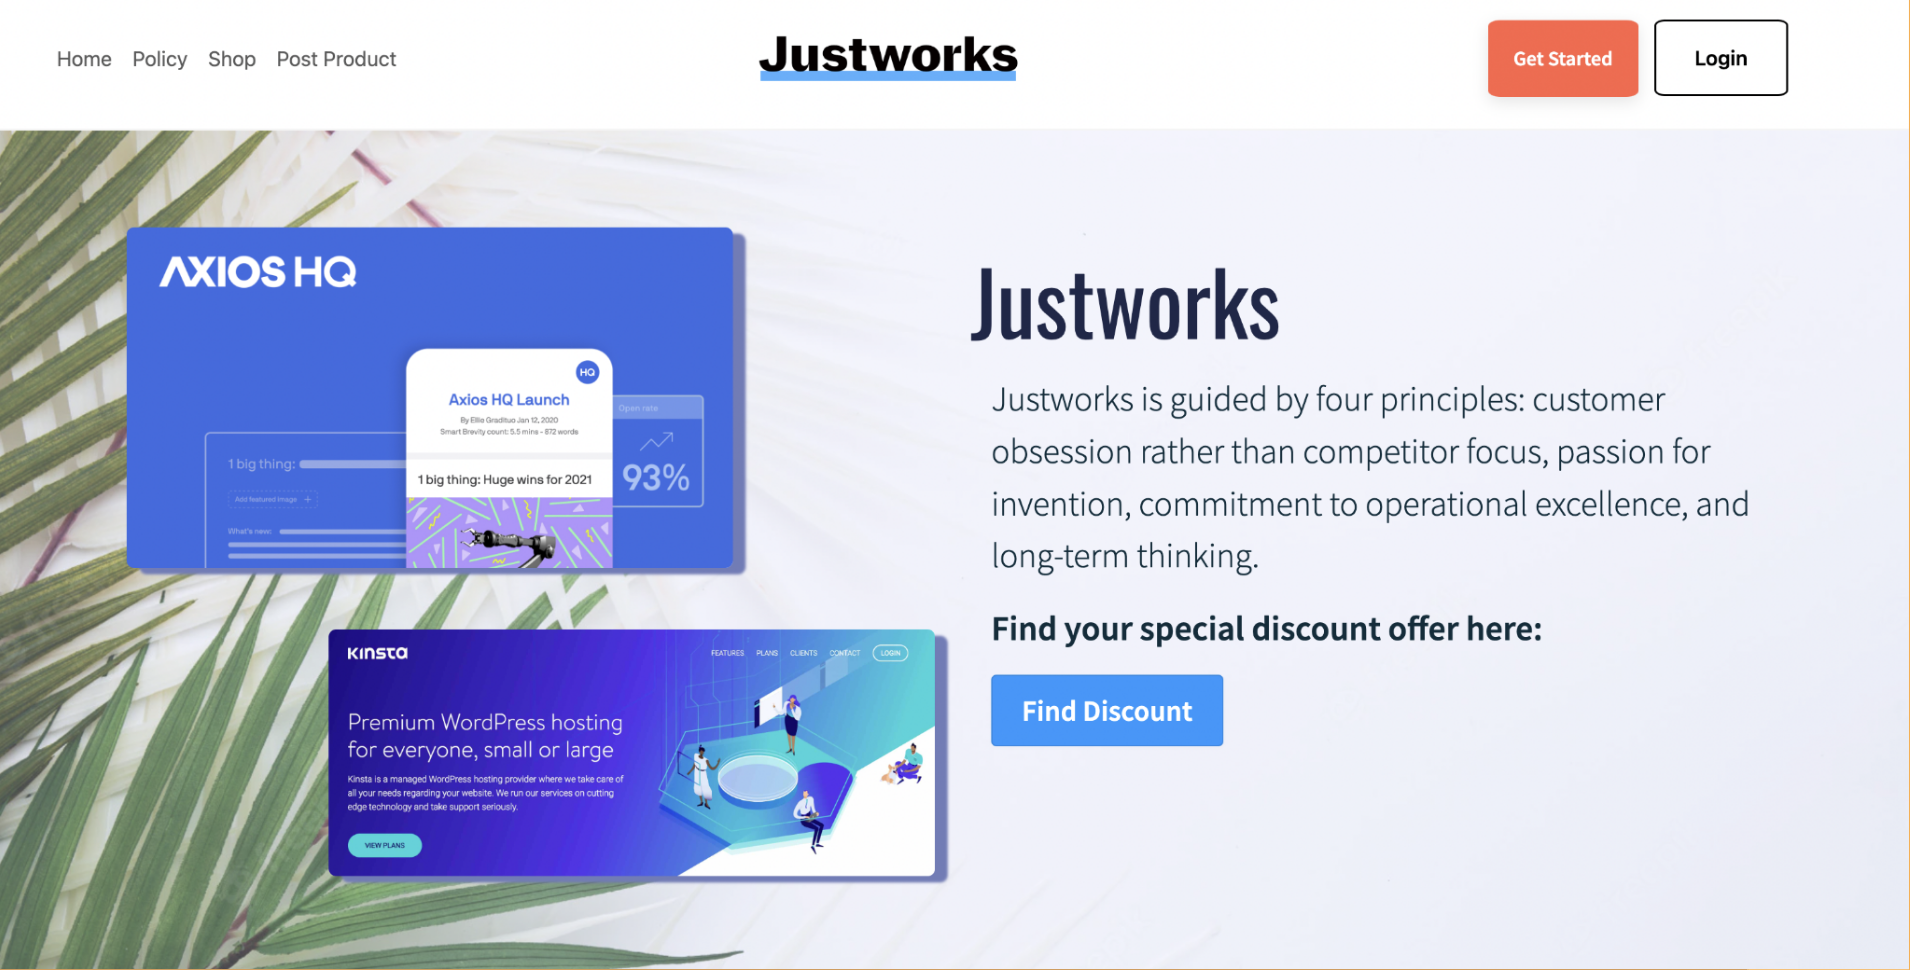 Home Policy Shop Post Product
Justworks
Get Started
Login
AXIOS HQ
HQ
Axios HQ Launch
By Ellie Gradituo Jan 12, 2020
Smart Brevity count: 5.5 mins - 872 words
1 big thing: Huge wins for 2021
Open rate
93%
1 big thing:
Add featured image +
What's new:
KINSTA
FEATURES PLANS CLIENTS CONTACT LOGIN
Premium WordPress hosting
for everyone, small or large
Kinsta is a managed WordPress hosting provider where we take care of
all your needs regarding your website. We run our services on cutting
edge technology and take support seriously.
VIEW PLANS
Justworks
Justworks is guided by four principles: customer
obsession rather than competitor focus, passion for
invention, commitment to operational excellence, and
long-term thinking.
Find your special discount offer here:
Find Discount